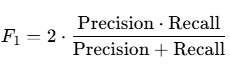 F₁ = 2 · (Precision · Recall) / (Precision + Recall)